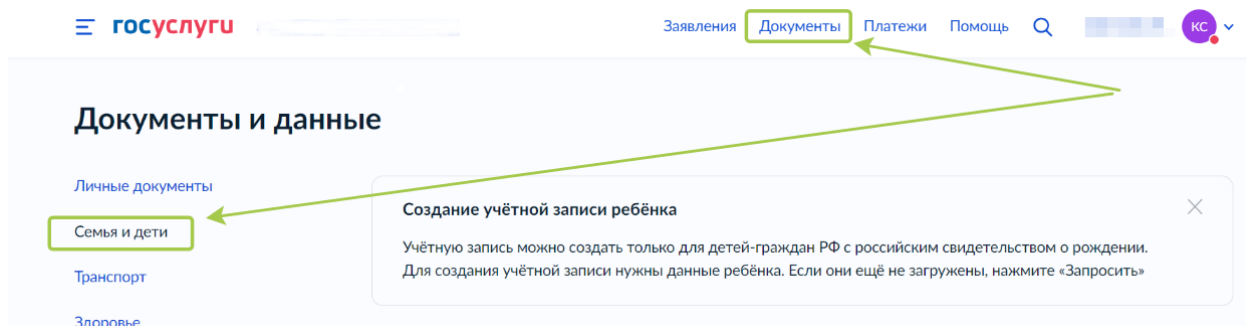 госуслуги
Заявления Документы Платежи Помощь КС
Документы и данные
Личные документы
Семья и дети
Транспорт
Здоровье
Создание учётной записи ребёнка
Учётную запись можно создать только для детей-граждан РФ с российским свидетельством о рождении.
Для создания учётной записи нужны данные ребёнка. Если они ещё не загружены, нажмите «Запросить»